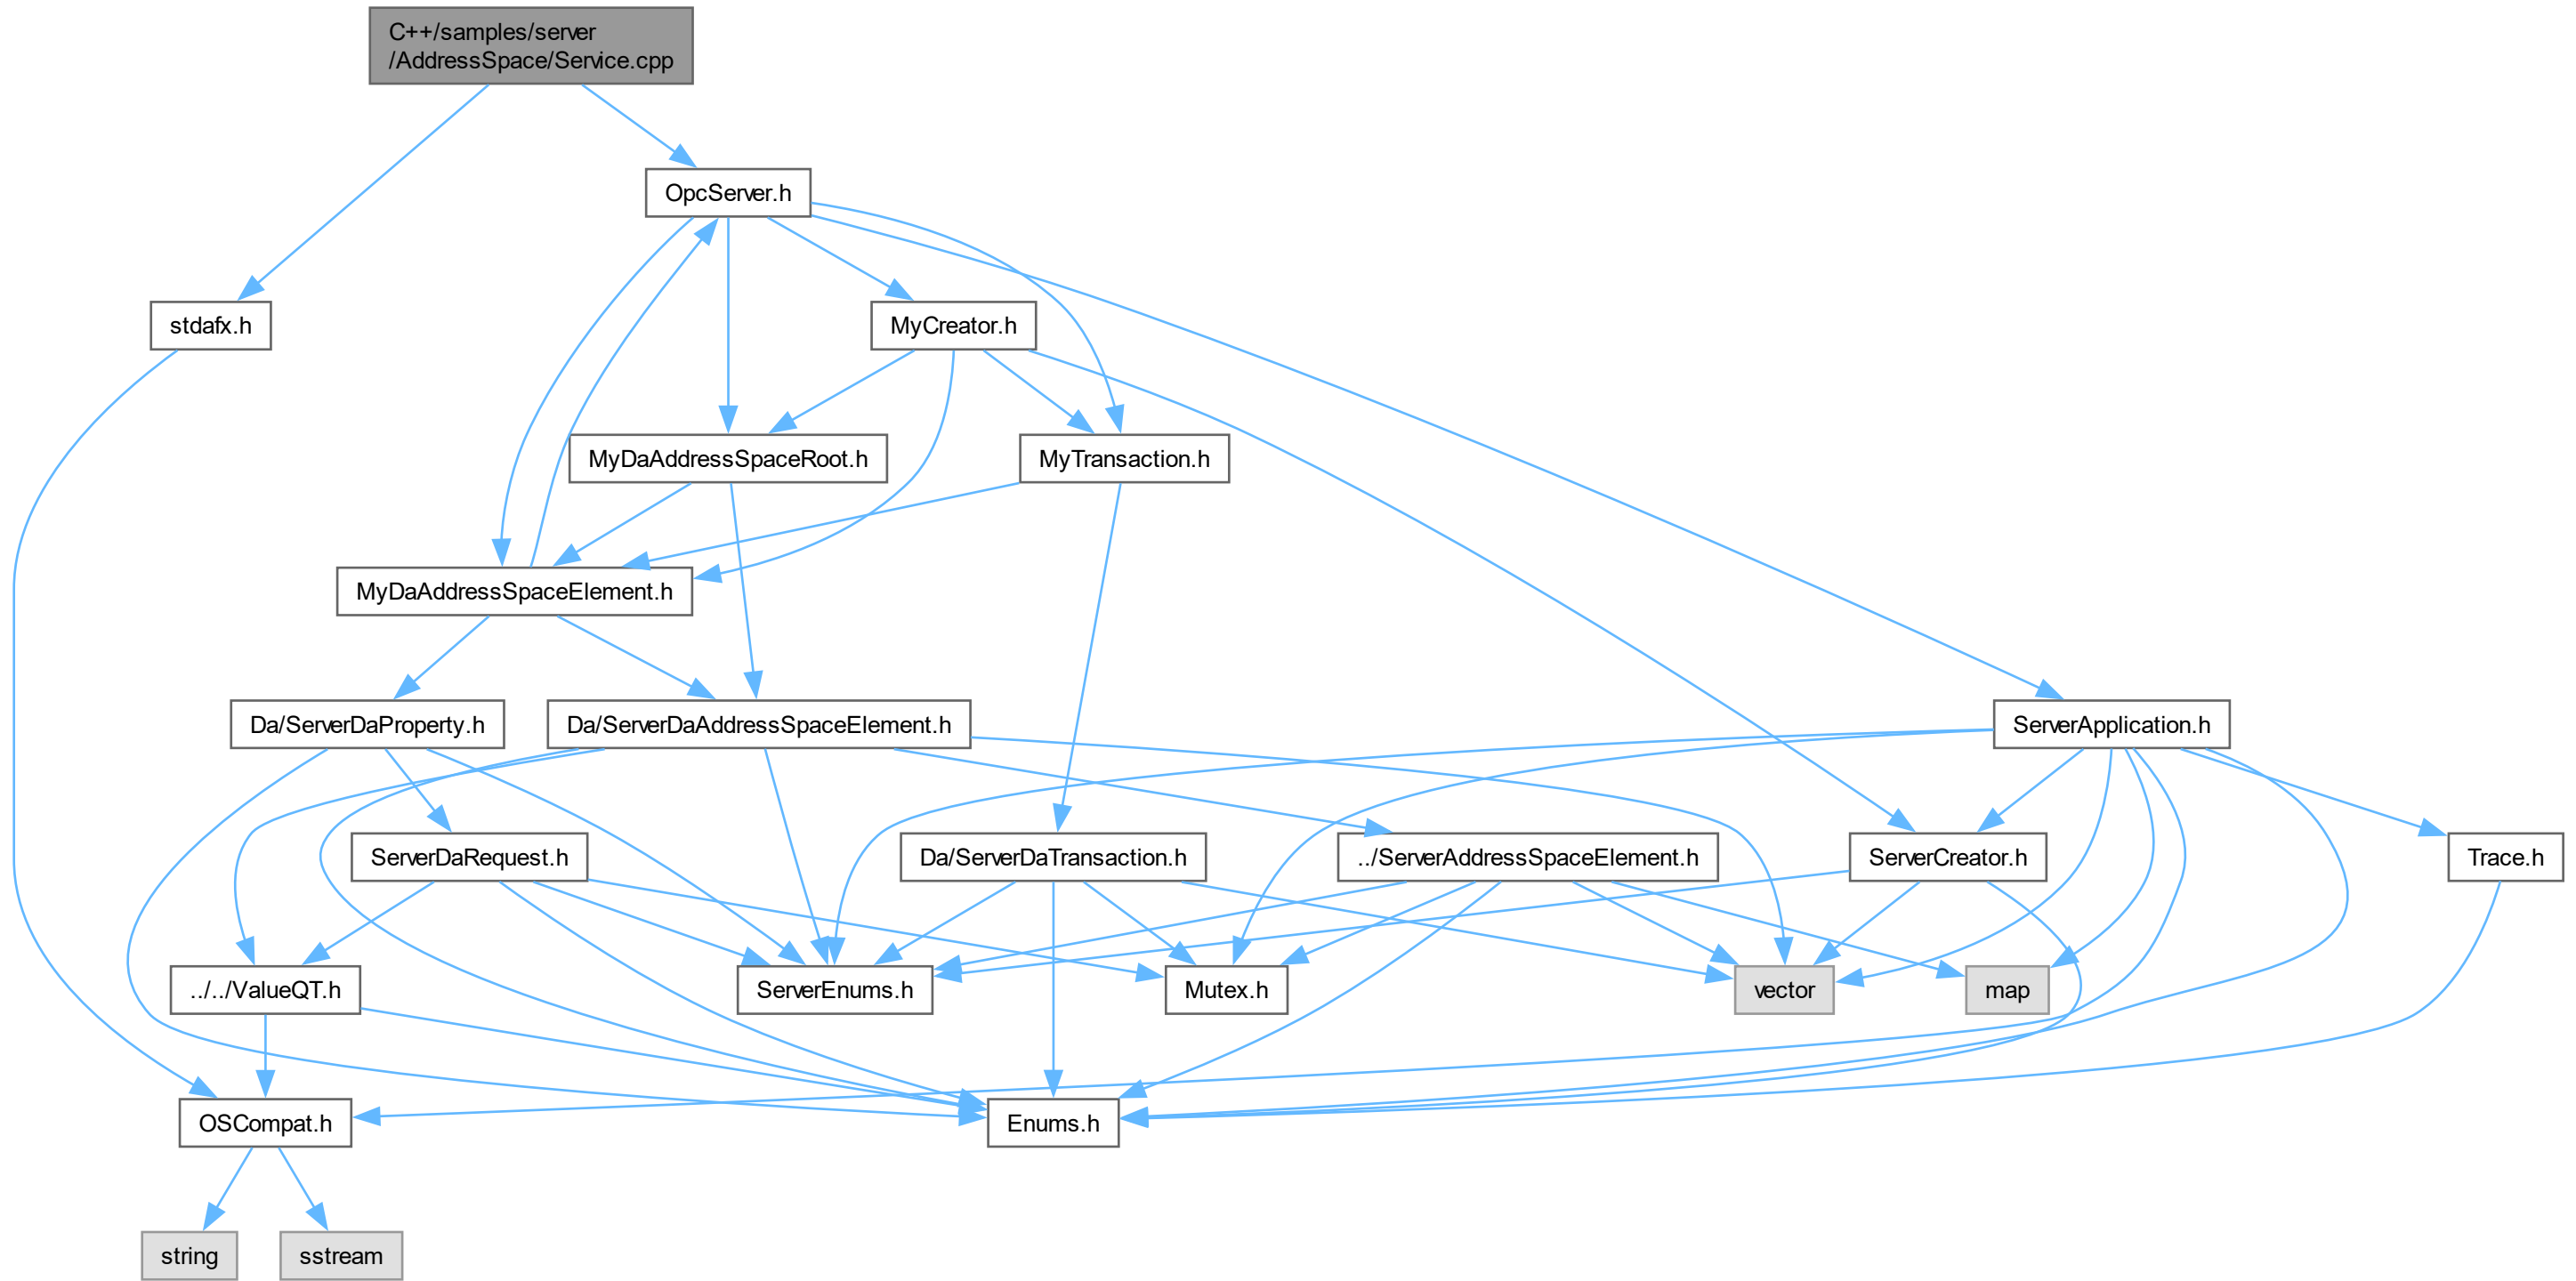 C++/samples/server
/AddressSpace/Service.cpp
OpcServer.h
stdafx.h
MyCreator.h
MyDaAddressSpaceRoot.h
MyTransaction.h
MyDaAddressSpaceElement.h
Da/ServerDaProperty.h
Da/ServerDaAddressSpaceElement.h
ServerApplication.h
ServerDaRequest.h
Da/ServerDaTransaction.h
../ServerAddressSpaceElement.h
ServerCreator.h
Trace.h
../../ValueQT.h
ServerEnums.h
Mutex.h
vector
map
OSCompat.h
Enums.h
string
sstream